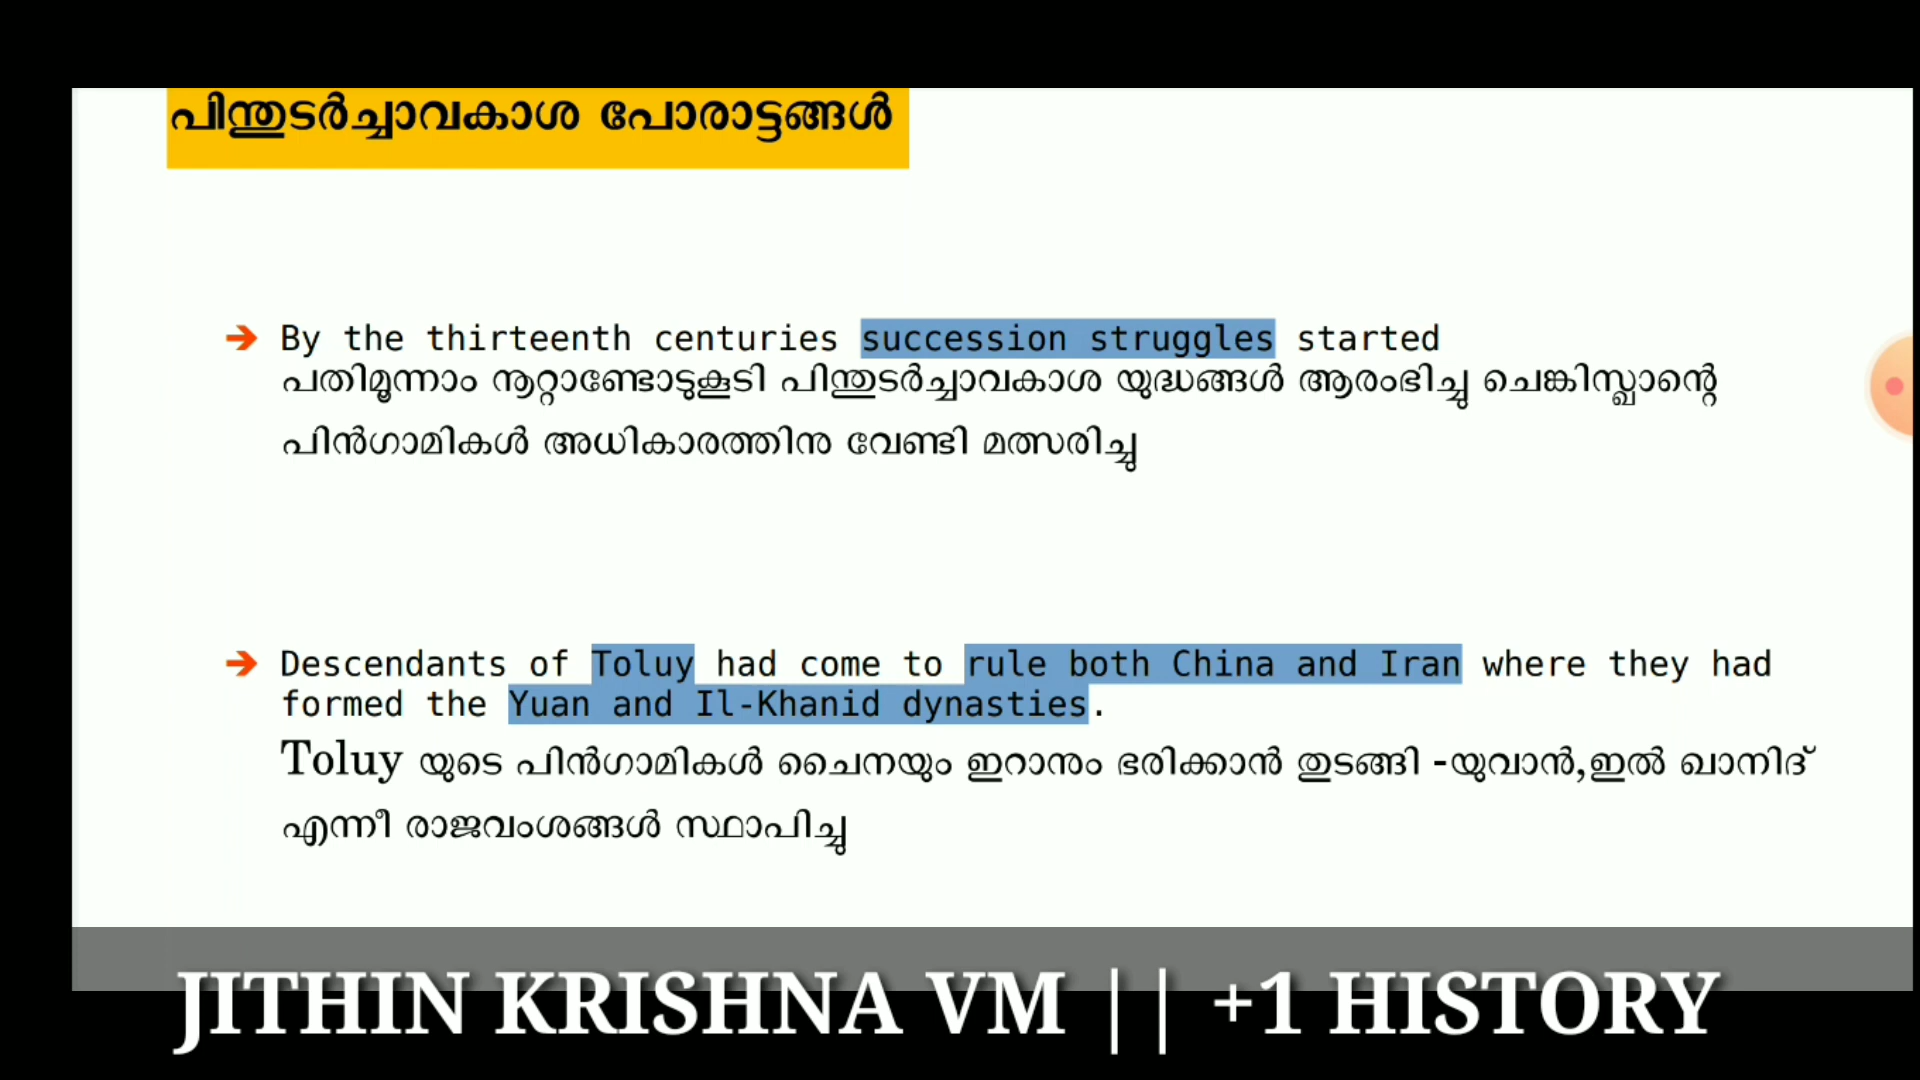 പിന്തുടർച്ചാവകാശ പോരാട്ടങ്ങൾ
➔ By the thirteenth centuries succession struggles started
പതിമൂന്നാം നൂറ്റാണ്ടോടുകൂടി പിന്തുടർച്ചാവകാശ യുദ്ധങ്ങൾ ആരംഭിച്ചു ചെങ്കിസ്ഖാന്റെ
പിൻഗാമികൾ അധികാരത്തിനു വേണ്ടി മത്സരിച്ചു
➔ Descendants of Toluy had come to rule both China and Iran where they had
formed the Yuan and Il-Khanid dynasties.
Toluy യുടെ പിൻഗാമികൾ ചൈനയും ഇറാനും ഭരിക്കാൻ തുടങ്ങി -യുവാൻ,ഇൽ ഖാനിദ്
എന്നീ രാജവംശങ്ങൾ സ്ഥാപിച്ചു
JITHIN KRISHNA VM || +1 HISTORY